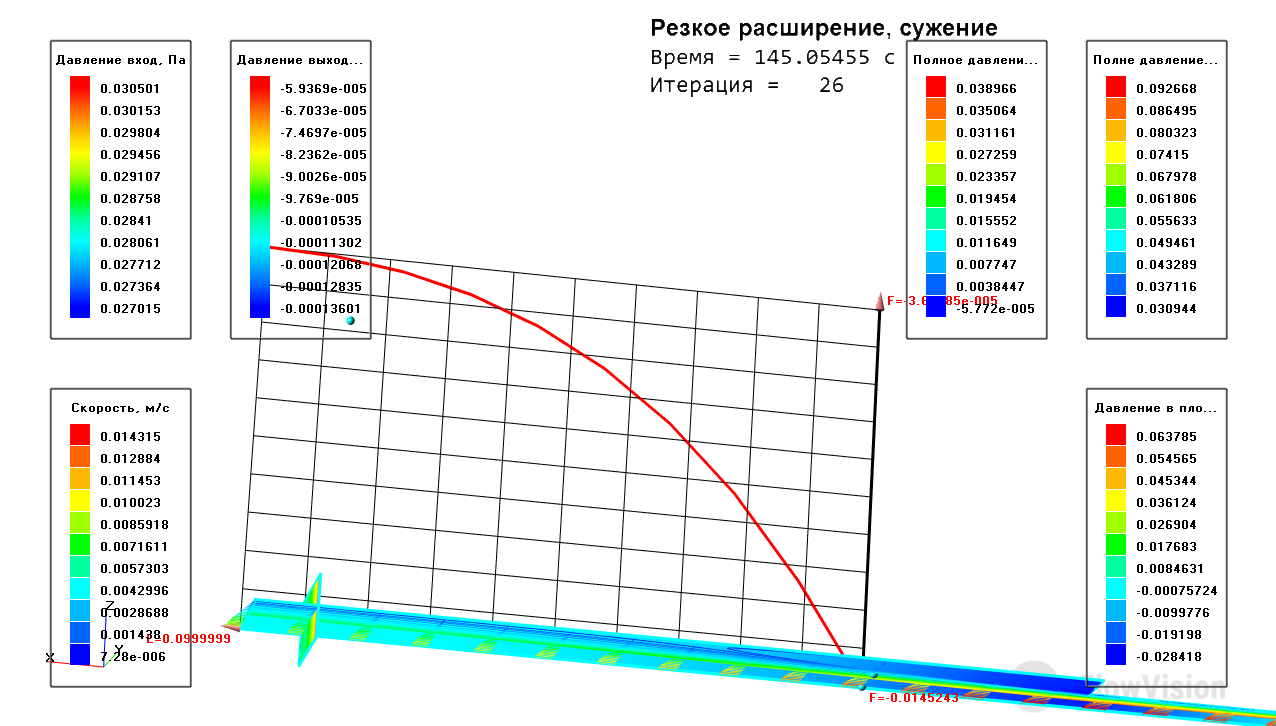 Резкое расширение, сужение
Время = 145.05455 с
Итерация = 26
Давление вход, Па
0.030501
0.030153
0.029804
0.029456
0.029107
0.028758
0.02841
0.028061
0.027712
0.027364
0.027015
Давление выход...
-5.9369e-005
-6.7033e-005
-7.4697e-005
-8.2362e-005
-9.0026e-005
-9.769e-005
-0.00010535
-0.00011302
-0.00012068
-0.00012835
-0.00013601
Полное давлени...
0.038966
0.035064
0.031161
0.027259
0.023357
0.019454
0.015552
0.011649
0.007747
0.0038447
-5.772e-005
Полне давление...
0.092668
0.086495
0.080323
0.07415
0.067978
0.061806
0.055633
0.049461
0.043289
0.037116
0.030944
Скорость, м/с
0.014315
0.012884
0.011453
0.010023
0.0085918
0.0071611
0.0057303
0.0042996
0.0028688
0.001438
7.28e-006
Z
Y
X
L=0.0999999
F=-0.0145243
Давление в пло...
0.063785
0.054565
0.045344
0.036124
0.026904
0.017683
0.0084631
-0.00075724
-0.0099776
-0.019198
-0.028418
FlowVision